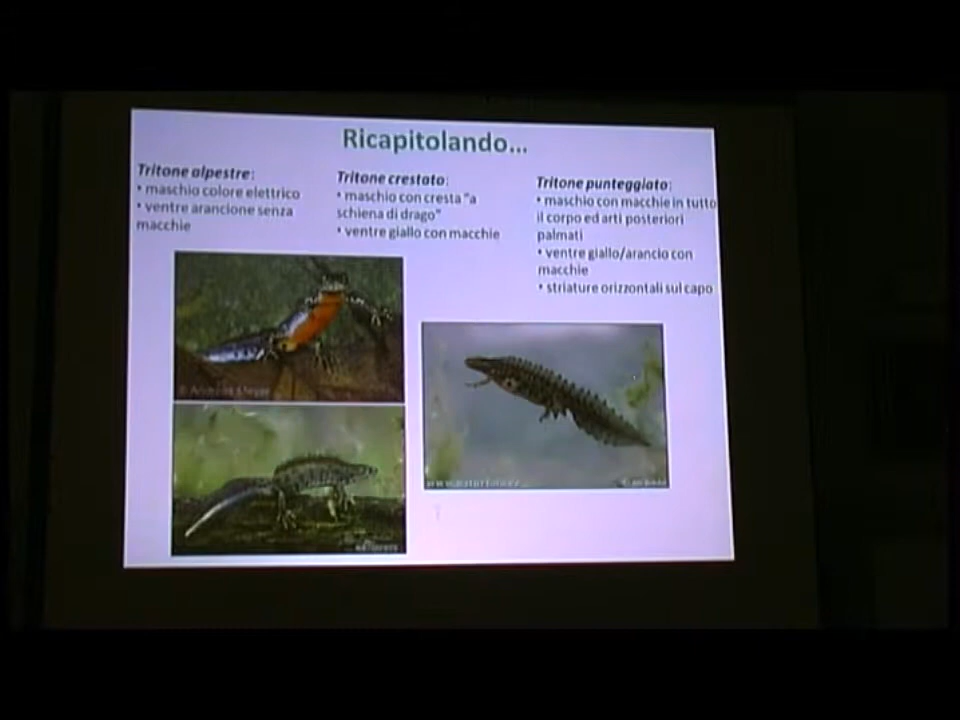 Ricapitolando...
Tritone alpestre:
• maschio colore elettrico
• ventre arancione senza
macchie
Tritone crestato:
• maschio con cresta "a
schiena di drago"
• ventre giallo con macchie
Tritone punteggiato:
• maschio con macchie in tutto
il corpo ed arti posteriori
palmati
• ventre giallo/arancio con
macchie
• striature orizzontali sul capo